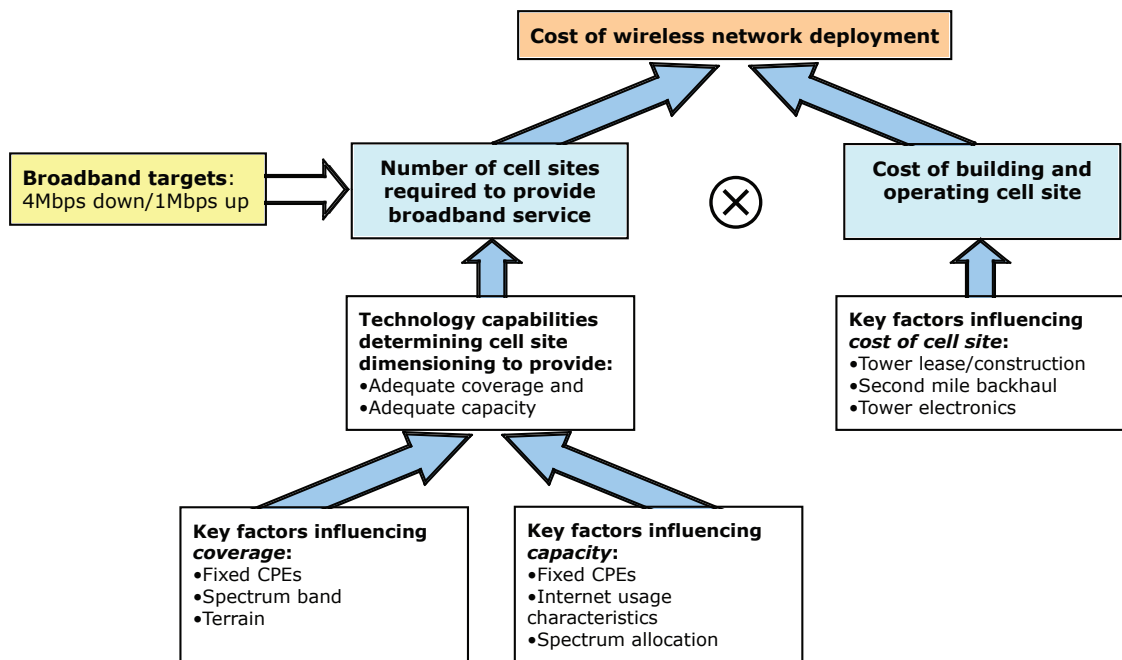 Cost of wireless network deployment
Broadband targets:
4Mbps down/1Mbps up
Number of cell sites
required to provide
broadband service
Cost of building and
operating cell site
Technology capabilities
determining cell site
dimensioning to provide:
•Adequate coverage and
•Adequate capacity
Key factors influencing
cost of cell site:
•Tower lease/construction
•Second mile backhaul
•Tower electronics
Key factors influencing
coverage:
•Fixed CPEs
•Spectrum band
•Terrain
Key factors influencing
capacity:
•Fixed CPEs
•Internet usage
characteristics
•Spectrum allocation